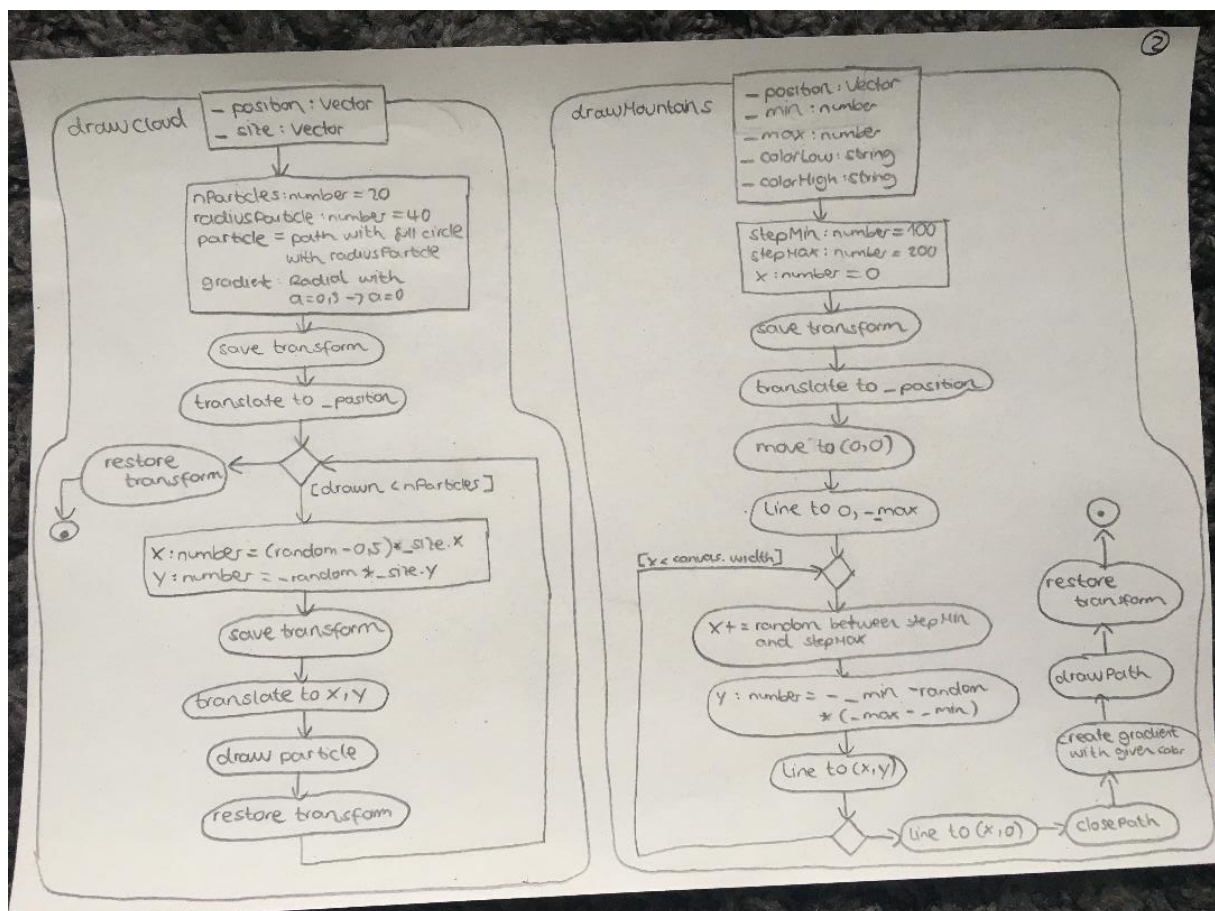 2
drawCloud
_position: Vector
_size: Vector
nParticles: number = 20
radiusParticle: number = 40
particle = path with full circle
with radiusParticle
gradiet: Radial with
a=0,5 -> a=0
save transform
translate to _position
restore
transform
[drawn < nParticles]
X: number = (random - 0,5) * _size.x
Y: number = _random * _size.y
save transform
translate to x, y
draw particle
restore transform
drawMountans
_position: Vector
_min: number
_max: number
_colorLow: string
_colorHigh: string
stepMin: number = 100
stepMax: number = 200
x: number = 0
save transform
translate to _position
move to (0,0)
Line to 0, -_max
[x < canvas.width]
x += random between stepMin
and stepMax
Y: number = - _min - random
* (_max - _min)
Line to (x,y)
Line to (x,0)
closePath
create gradient
with given color
drawPath
restore
transform